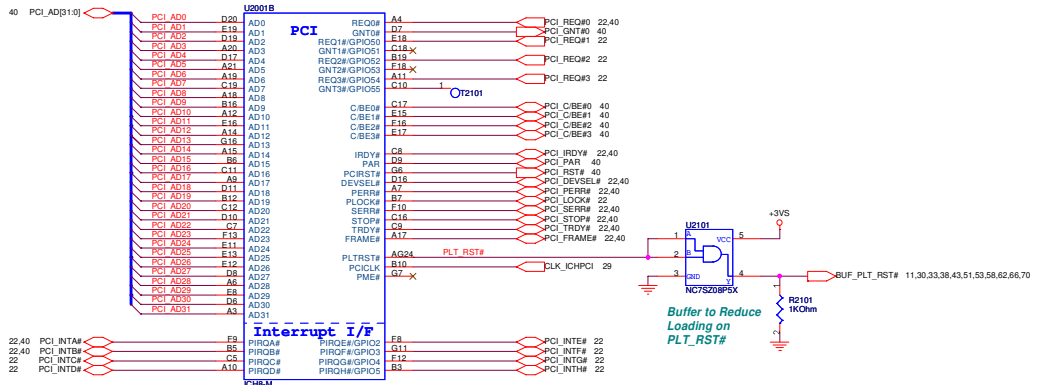 U2001B
PCI
40 PCI_AD[31:0]
PCI_AD0 D20 AD0 REQ0# A4 PCI_REQ#0 22,40
PCI_AD1 E19 AD1 GNT0# D7 PCI_GNT#0 40
PCI_AD2 D19 AD2 REQ1#/GPIO50 E18 PCI_REQ#1 22
PCI_AD3 A20 AD3 GNT1#/GPIO51 C18
PCI_AD4 D17 AD4 REQ2#/GPIO52 B19 PCI_REQ#2 22
PCI_AD5 A21 AD5 GNT2#/GPIO53 F18
PCI_AD6 A19 AD6 REQ3#/GPIO54 A11 PCI_REQ#3 22
PCI_AD7 C19 AD7 GNT3#/GPIO55 C10 1 T2101
PCI_AD8 A18 AD8
PCI_AD9 B16 AD9 C/BE0# C17 PCI_C/BE#0 40
PCI_AD10 A12 AD10 C/BE1# E15 PCI_C/BE#1 40
PCI_AD11 E16 AD11 C/BE2# F16 PCI_C/BE#2 40
PCI_AD12 A14 AD12 C/BE3# E17 PCI_C/BE#3 40
PCI_AD13 G16 AD13
PCI_AD14 A15 AD14 IRDY# C8 PCI_IRDY# 22,40
PCI_AD15 B6 AD15 PAR D9 PCI_PAR 40
PCI_AD16 C11 AD16 PCIRST# G6 PCI_RST# 40
PCI_AD17 A9 AD17 DEVSEL# D16 PCI_DEVSEL# 22,40
PCI_AD18 D11 AD18 PERR# A7 PCI_PERR# 22,40
PCI_AD19 B12 AD19 PLOCK# B7 PCI_LOCK# 22
PCI_AD20 C12 AD20 SERR# F10 PCI_SERR# 22,40
PCI_AD21 D10 AD21 STOP# C16 PCI_STOP# 22,40
PCI_AD22 C7 AD22 TRDY# C9 PCI_TRDY# 22,40
PCI_AD23 F13 AD23 FRAME# A17 PCI_FRAME# 22,40
PCI_AD24 E11 AD24
PCI_AD25 E13 AD25 PLTRST# AG24 PLT_RST#
PCI_AD26 E12 AD26 PCICLK B10 CLK_ICHPCI 29
PCI_AD27 D8 AD27 PME# G7
PCI_AD28 A6 AD28
PCI_AD29 E8 AD29
PCI_AD30 D6 AD30
PCI_AD31 A3 AD31
Interrupt I/F
22,40 PCI_INTA# F9 PIRQA# PIRQE#/GPIO2 F8 PCI_INTE# 22
22,40 PCI_INTB# B5 PIRQB# PIRQF#/GPIO3 G11 PCI_INTF# 22
22 PCI_INTC# C5 PIRQC# PIRQG#/GPIO4 F12 PCI_INTG# 22
22 PCI_INTD# A10 PIRQD# PIRQH#/GPIO5 B3 PCI_INTH# 22
ICH8-M
+3VS
U2101
1 A VCC 5
2 B
3 GND Y 4
NC7SZ08P5X
BUF_PLT_RST# 11,30,33,38,43,51,53,58,62,66,70
1
R2101
1KOhm
2
Buffer to Reduce
Loading on
PLT_RST#